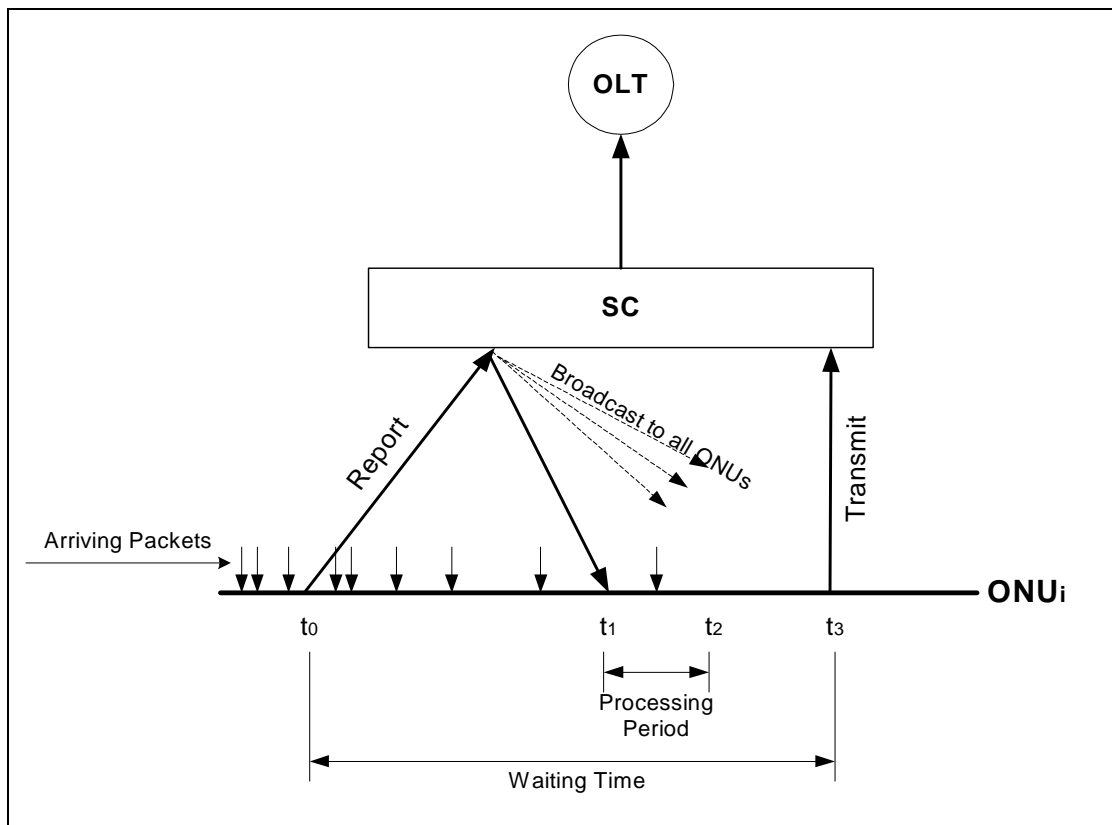 OLT
SC
Broadcast to all ONUs
Report
Transmit
Arriving Packets
ONUi
t0
t1
t2
t3
Processing
Period
Waiting Time